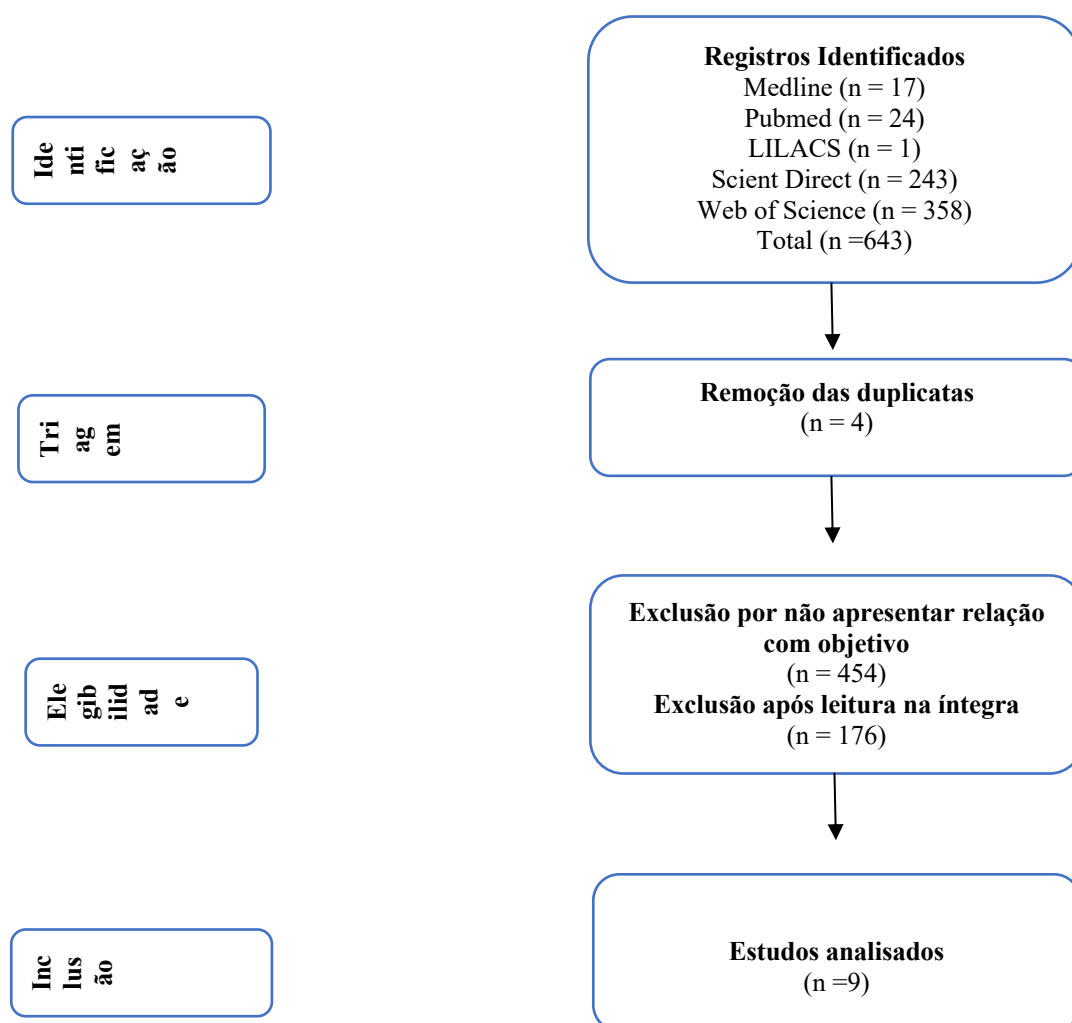 Ide
nti
fic
aç
ão
Registros Identificados
Medline (n = 17)
Pubmed (n = 24)
LILACS (n = 1)
Scient Direct (n = 243)
Web of Science (n = 358)
Total (n =643)
Tri
ag
em
Remoção das duplicatas
(n = 4)
Ele
gib
ilid
ad
e
Exclusão por não apresentar relação
com objetivo
(n = 454)
Exclusão após leitura na íntegra
(n = 176)
Inc
lus
ão
Estudos analisados
(n =9)